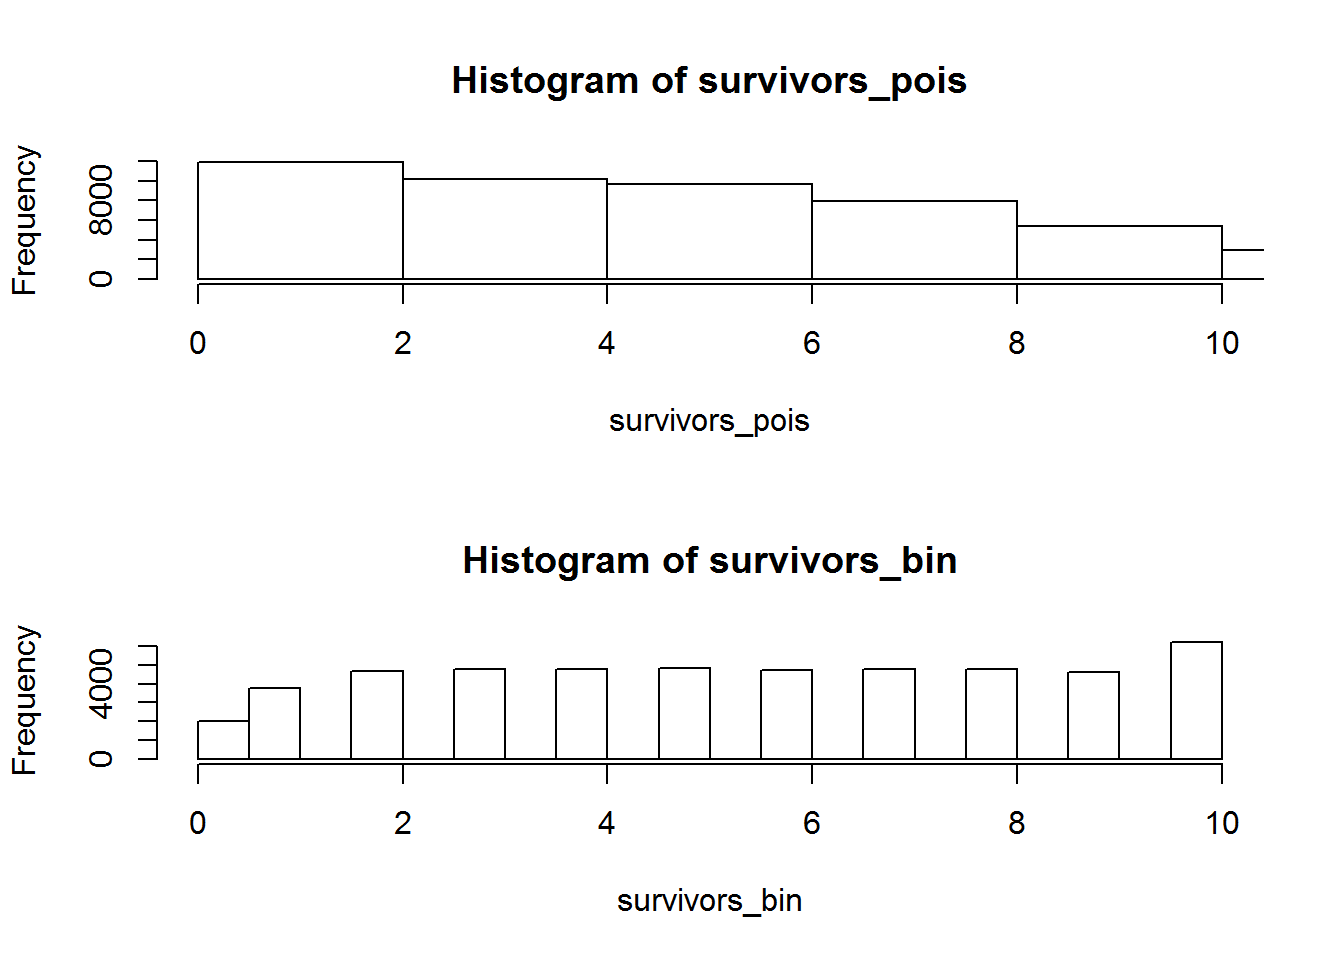 Histogram of survivors_pois
Frequency
8000
0
0 2 4 6 8 10
survivors_pois
Histogram of survivors_bin
Frequency
4000
0
0 2 4 6 8 10
survivors_bin